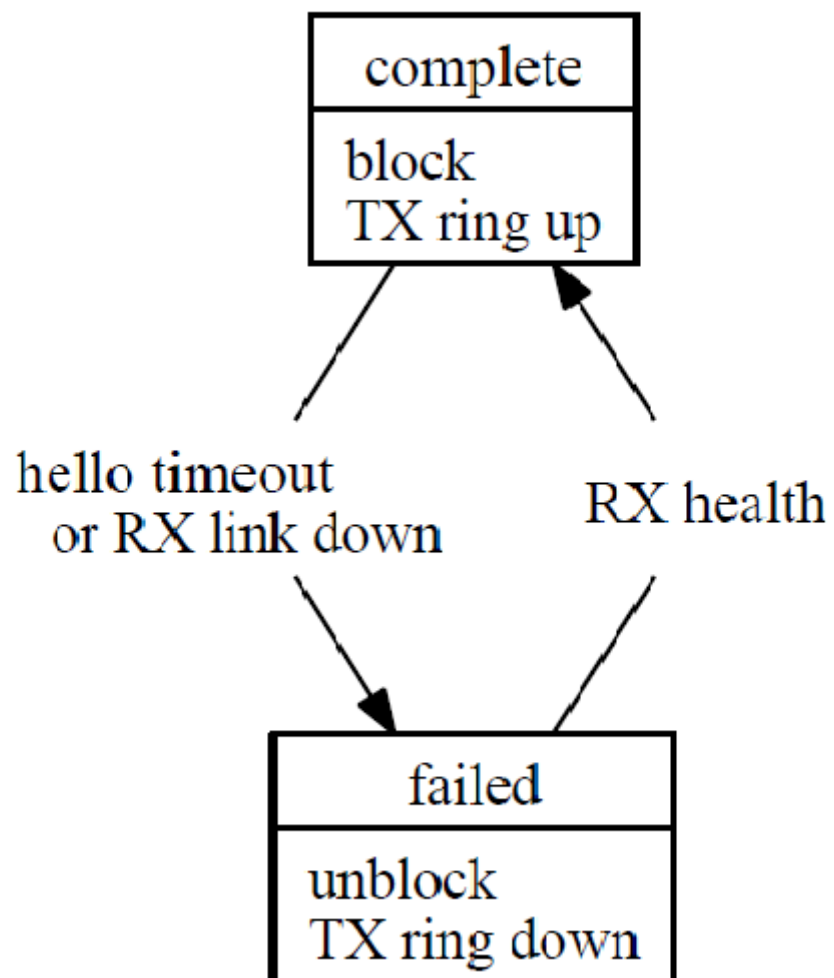 complete
block
TX ring up
hello timeout
or RX link down
RX health
failed
unblock
TX ring down